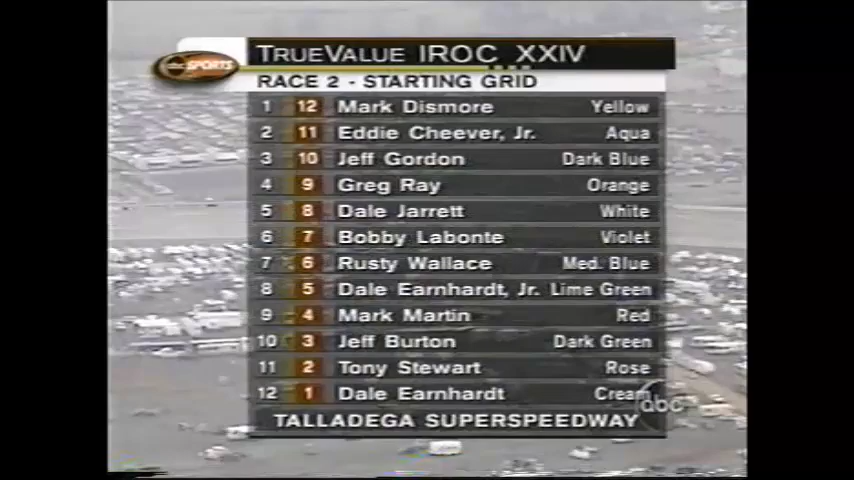 TRUEVALUE IROC XXIV
abc SPORTS
RACE 2 - STARTING GRID
1 12 Mark Dismore Yellow
2 11 Eddie Cheever, Jr. Aqua
3 10 Jeff Gordon Dark Blue
4 9 Greg Ray Orange
5 8 Dale Jarrett White
6 7 Bobby Labonte Violet
7 6 Rusty Wallace Med. Blue
8 5 Dale Earnhardt, Jr. Lime Green
9 4 Mark Martin Red
10 3 Jeff Burton Dark Green
11 2 Tony Stewart Rose
12 1 Dale Earnhardt Cream
abc
TALLADEGA SUPERSPEEDWAY